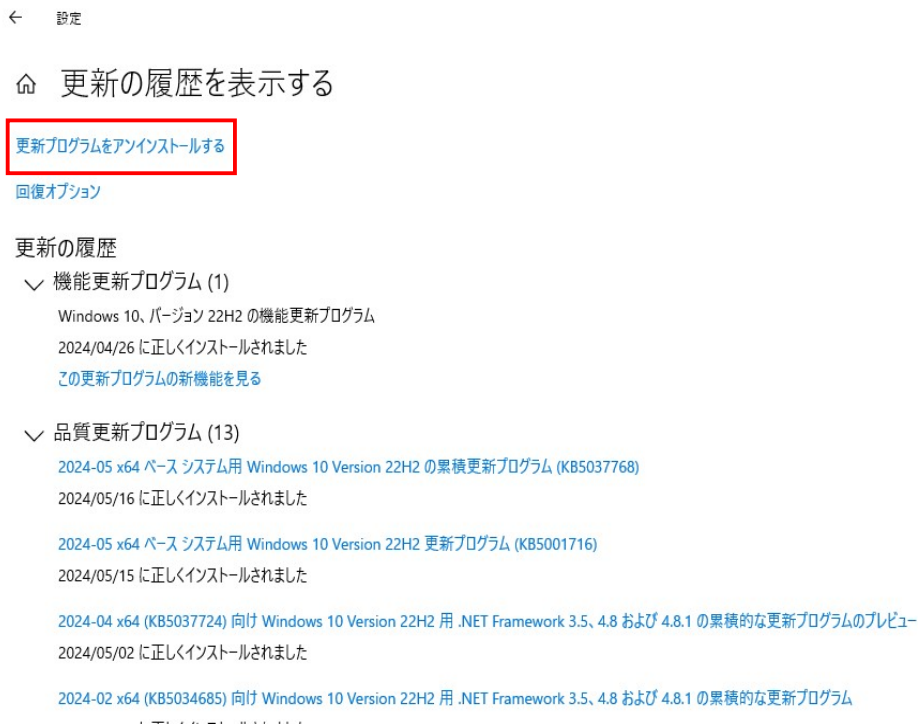 設定
更新の履歴を表示する
更新プログラムをアンインストールする
回復オプション
更新の履歴
機能更新プログラム (1)
Windows 10、バージョン 22H2 の機能更新プログラム
2024/04/26 に正しくインストールされました
この更新プログラムの新機能を見る
品質更新プログラム (13)
2024-05 x64 ベース システム用 Windows 10 Version 22H2 の累積更新プログラム (KB5037768)
2024/05/16 に正しくインストールされました
2024-05 x64 ベース システム用 Windows 10 Version 22H2 更新プログラム (KB5001716)
2024/05/15 に正しくインストールされました
2024-04 x64 (KB5037724) 向け Windows 10 Version 22H2 用 .NET Framework 3.5、4.8 および 4.8.1 の累積的な更新プログラムのプレビュー
2024/05/02 に正しくインストールされました
2024-02 x64 (KB5034685) 向け Windows 10 Version 22H2 用 .NET Framework 3.5、4.8 および 4.8.1 の累積的な更新プログラム